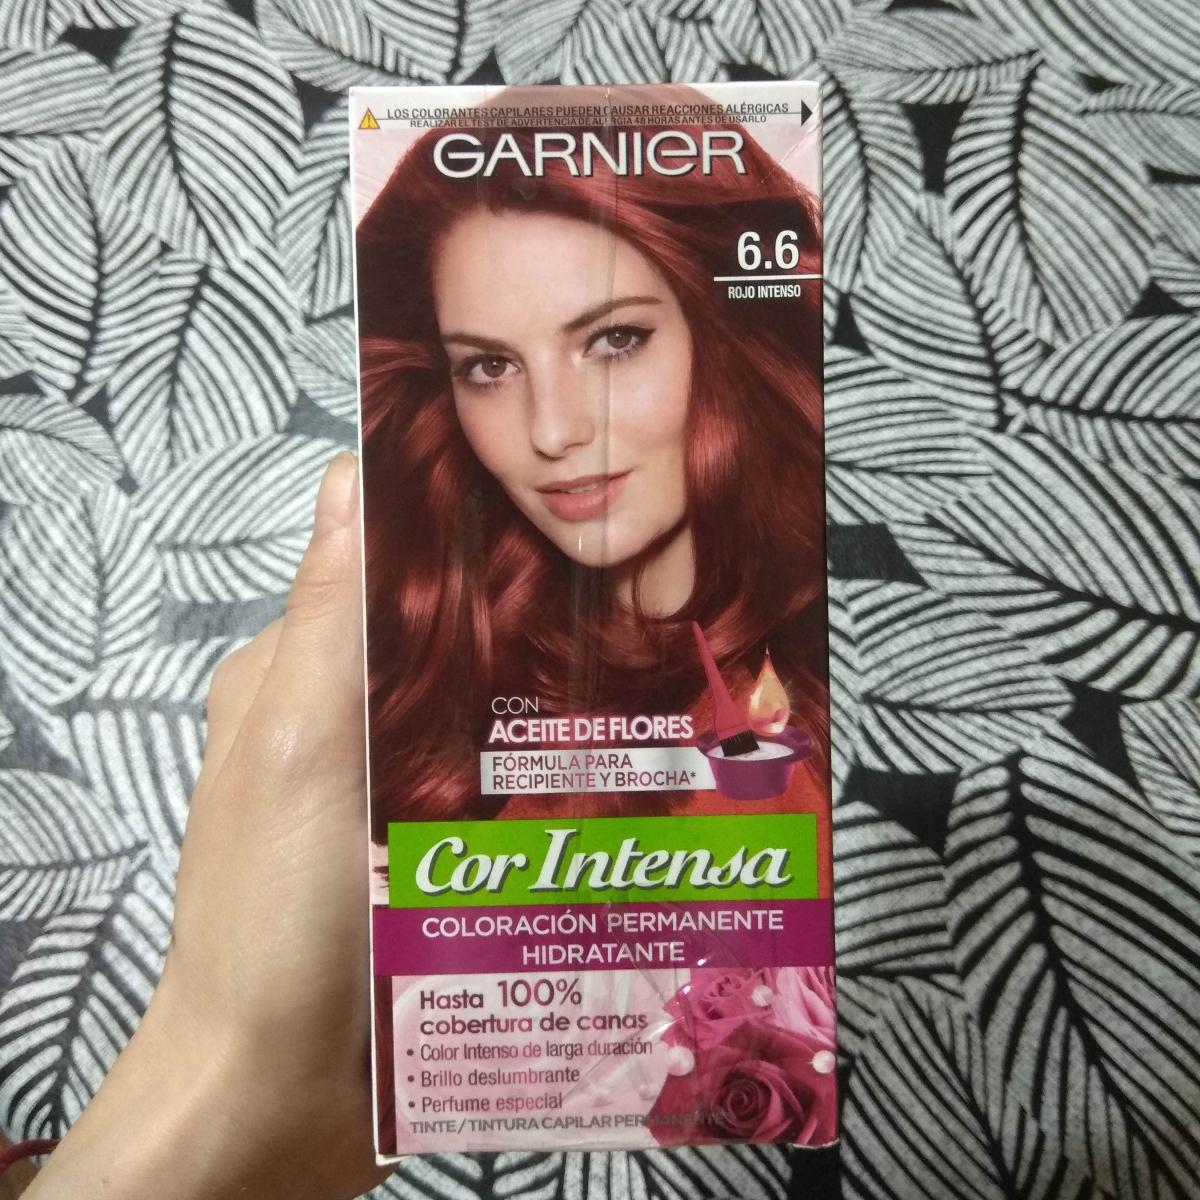 LOS COLORANTES CAPILARES PUEDEN CAUSAR REACCIONES ALÉRGICAS
REALIZAR EL TEST DE ADVERTENCIA DE ALERGIA 48 HORAS ANTES DE USARLO
GARNIER
6.6
ROJO INTENSO
CON
ACEITE DE FLORES
FÓRMULA PARA
RECIPIENTE Y BROCHA*
Cor Intensa
COLORACIÓN PERMANENTE
HIDRATANTE
Hasta 100%
cobertura de canas
• Color Intenso de larga duración
• Brillo deslumbrante
• Perfume especial
TINTE / TINTURA CAPILAR PERMANENTE